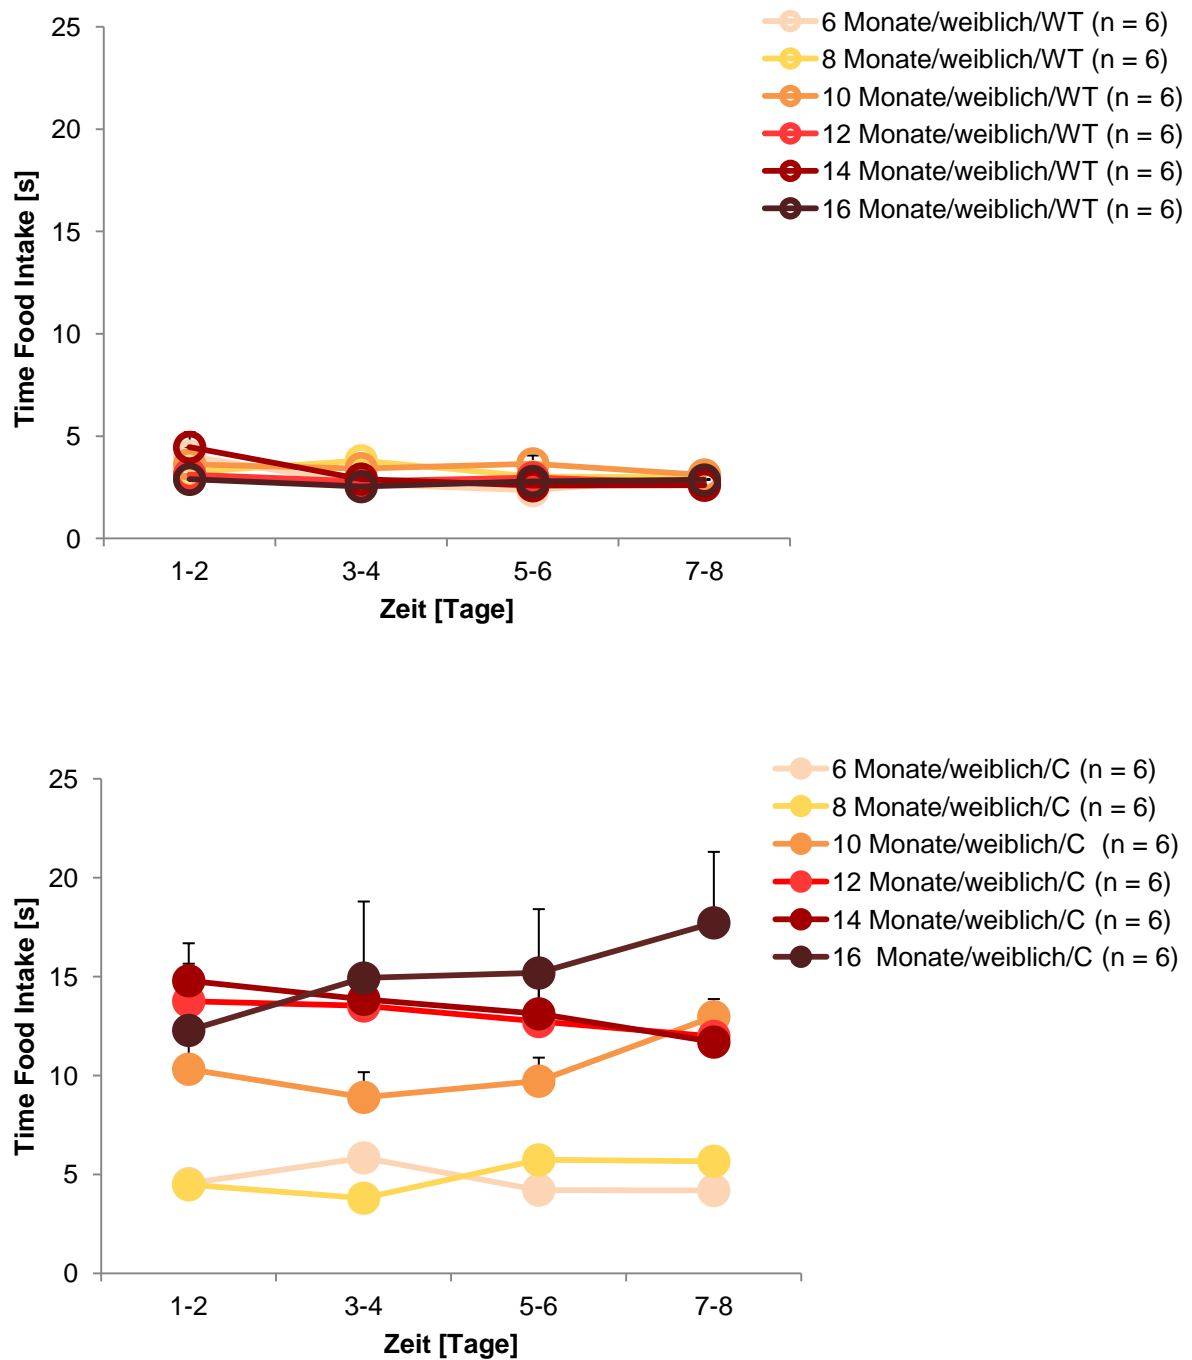 6 Monate/weiblich/WT (n = 6)
8 Monate/weiblich/WT (n = 6)
10 Monate/weiblich/WT (n = 6)
12 Monate/weiblich/WT (n = 6)
14 Monate/weiblich/WT (n = 6)
16 Monate/weiblich/WT (n = 6)
Time Food Intake [s]
25
20
15
10
5
0
1-2 3-4 5-6 7-8
Zeit [Tage]
6 Monate/weiblich/C (n = 6)
8 Monate/weiblich/C (n = 6)
10 Monate/weiblich/C  (n = 6)
12 Monate/weiblich/C (n = 6)
14 Monate/weiblich/C (n = 6)
16  Monate/weiblich/C (n = 6)
Time Food Intake [s]
25
20
15
10
5
0
1-2 3-4 5-6 7-8
Zeit [Tage]